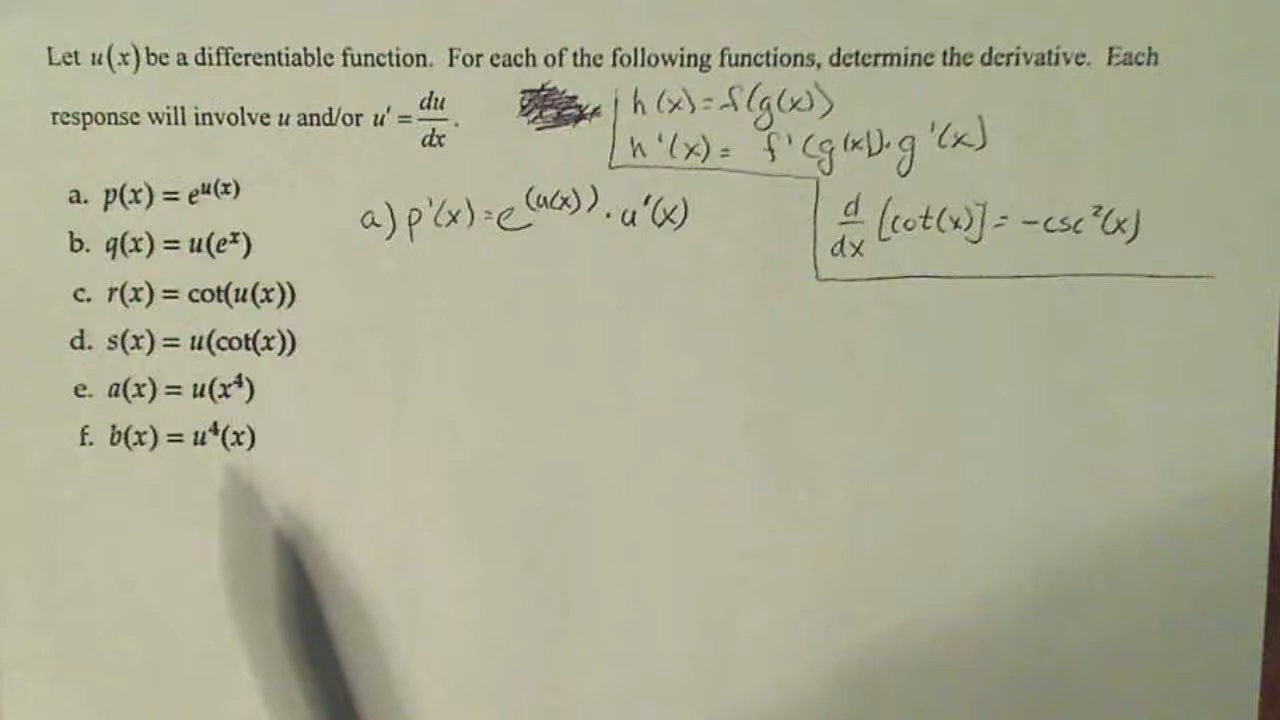 Let u(x) be a differentiable function. For each of the following functions, determine the derivative. Each
response will involve u and/or u' = du/dx.
h(x) = f(g(x))
h'(x) = f'(g(x))·g'(x)
a. p(x) = e^{u(x)}
a) p'(x) = e^{(u(x))}·u'(x)
d/dx [cot(x)] = -csc²(x)
b. q(x) = u(eˣ)
c. r(x) = cot(u(x))
d. s(x) = u(cot(x))
e. a(x) = u(x⁴)
f. b(x) = u⁴(x)